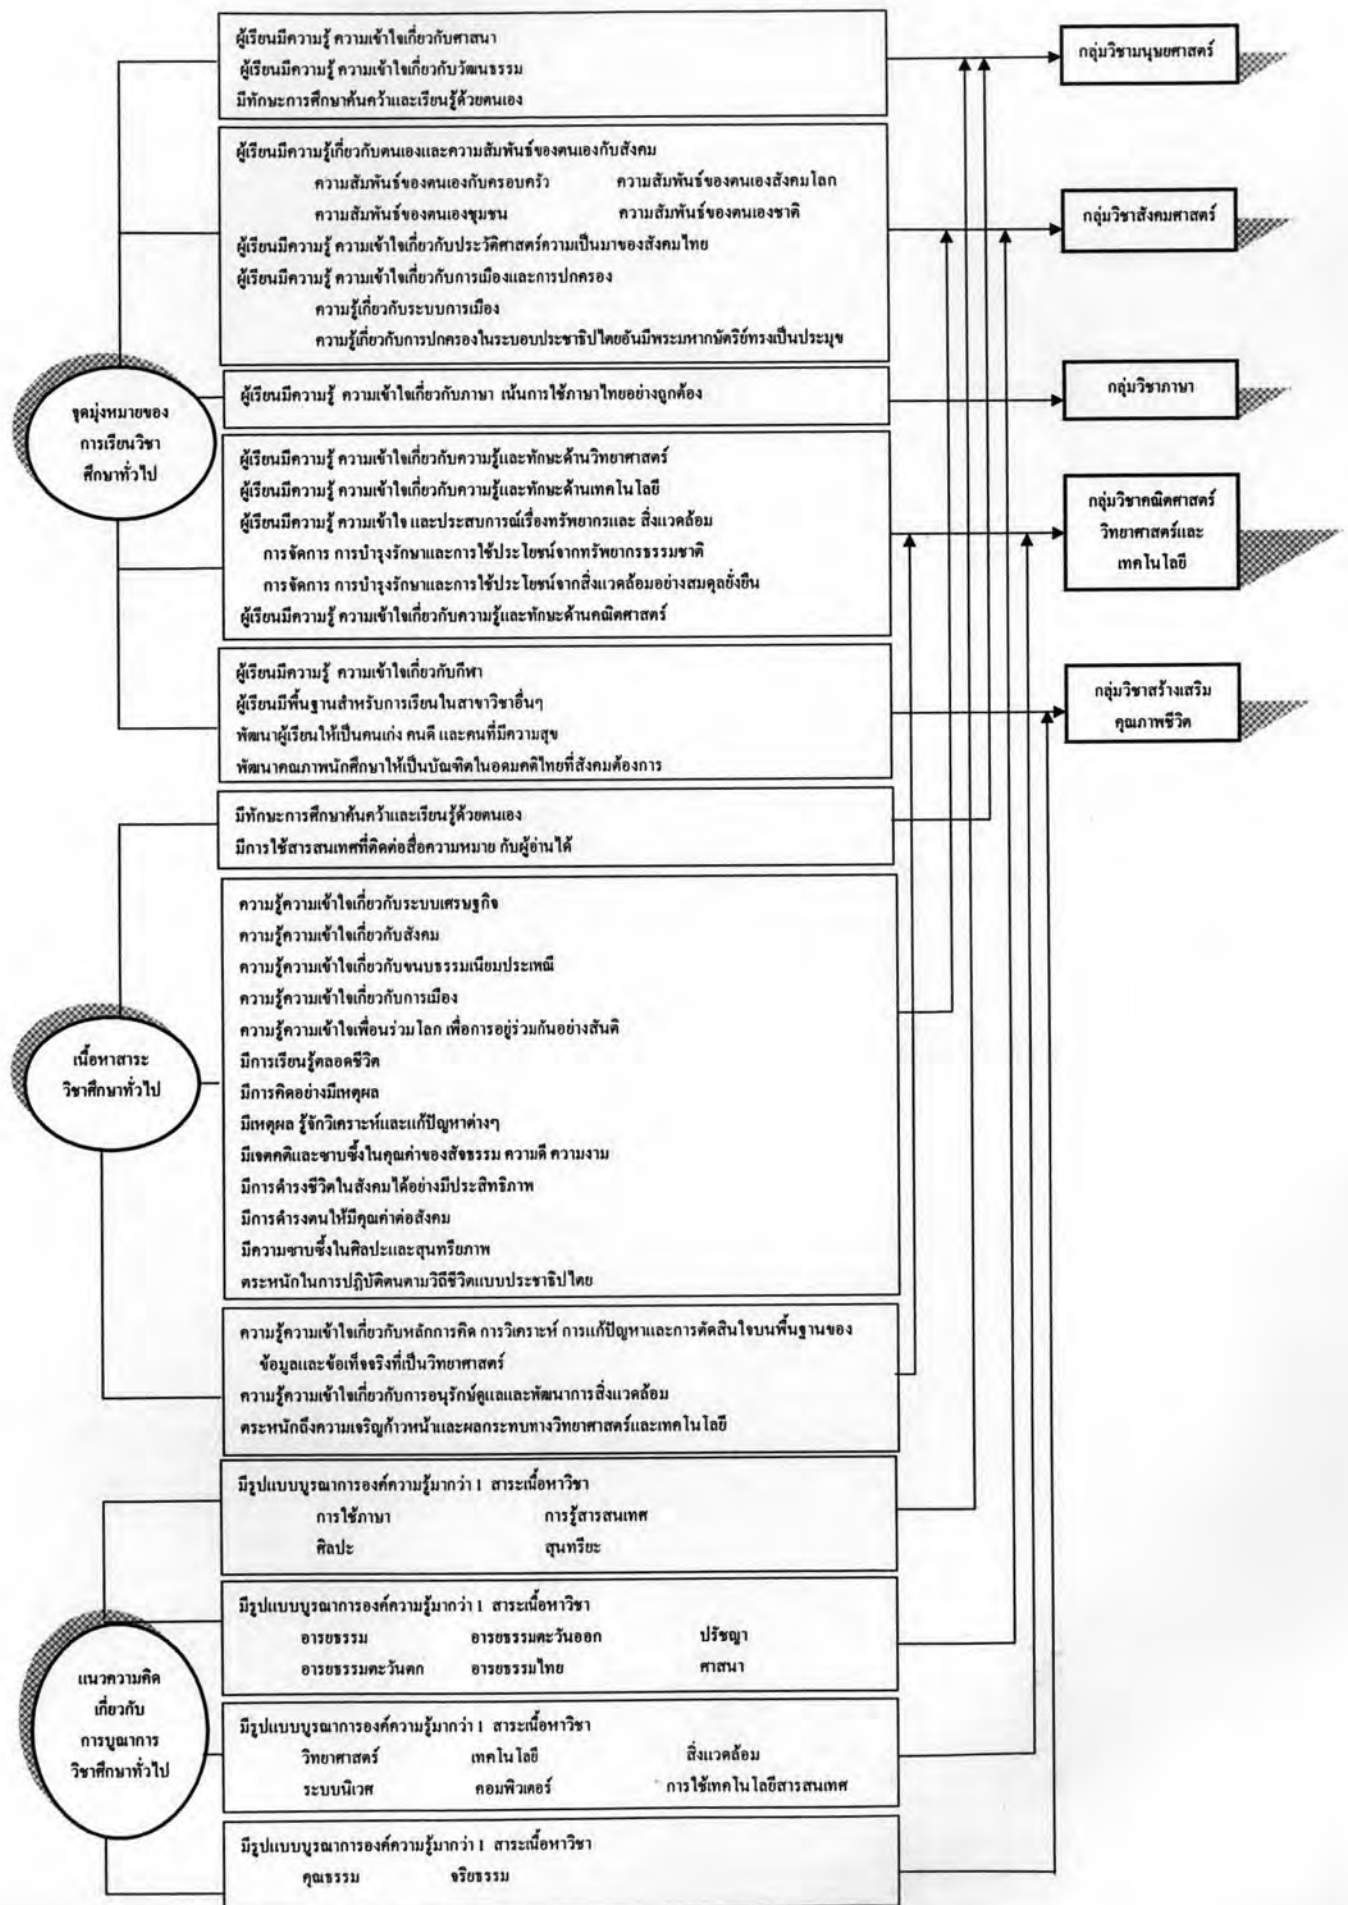 ผู้เรียนมีความรู้ ความเข้าใจเกี่ยวกับศาสนา
ผู้เรียนมีความรู้ ความเข้าใจเกี่ยวกับวัฒนธรรม
มีทักษะการศึกษาค้นคว้าและเรียนรู้ด้วยตนเอง
กลุ่มวิชามนุษยศาสตร์
ผู้เรียนมีความรู้เกี่ยวกับตนเองและความสัมพันธ์ของตนเองกับสังคม
ความสัมพันธ์ของตนเองกับครอบครัว ความสัมพันธ์ของตนเองสังคมโลก
ความสัมพันธ์ของตนเองชุมชน ความสัมพันธ์ของตนเองชาติ
ผู้เรียนมีความรู้ ความเข้าใจเกี่ยวกับประวัติศาสตร์ความเป็นมาของสังคมไทย
ผู้เรียนมีความรู้ ความเข้าใจเกี่ยวกับการเมืองและการปกครอง
ความรู้เกี่ยวกับระบบการเมือง
ความรู้เกี่ยวกับการปกครองในระบอบประชาธิปไตยอันมีพระมหากษัตริย์ทรงเป็นประมุข
กลุ่มวิชาสังคมศาสตร์
จุดมุ่งหมายของ
การเรียนวิชา
ศึกษาทั่วไป
ผู้เรียนมีความรู้ ความเข้าใจเกี่ยวกับภาษา เน้นการใช้ภาษาไทยอย่างถูกต้อง
กลุ่มวิชาภาษา
ผู้เรียนมีความรู้ ความเข้าใจเกี่ยวกับความรู้และทักษะด้านวิทยาศาสตร์
ผู้เรียนมีความรู้ ความเข้าใจเกี่ยวกับความรู้และทักษะด้านเทคโนโลยี
ผู้เรียนมีความรู้ ความเข้าใจ และประสบการณ์เรื่องทรัพยากรและ สิ่งแวดล้อม
การจัดการ การบำรุงรักษาและการใช้ประโยชน์จากทรัพยากรธรรมชาติ
การจัดการ การบำรุงรักษาและการใช้ประโยชน์จากสิ่งแวดล้อมอย่างสมดุลยั่งยืน
ผู้เรียนมีความรู้ ความเข้าใจเกี่ยวกับความรู้และทักษะด้านคณิตศาสตร์
กลุ่มวิชาคณิตศาสตร์
วิทยาศาสตร์และ
เทคโนโลยี
ผู้เรียนมีความรู้ ความเข้าใจเกี่ยวกับกีฬา
ผู้เรียนมีพื้นฐานสำหรับการเรียนในสาขาวิชาอื่นๆ
พัฒนาผู้เรียนให้เป็นคนเก่ง คนดี และคนที่มีความสุข
พัฒนาคุณภาพนักศึกษาให้เป็นบัณฑิตในอุดมคติไทยที่สังคมต้องการ
กลุ่มวิชาสร้างเสริม
คุณภาพชีวิต
มีทักษะการศึกษาค้นคว้าและเรียนรู้ด้วยตนเอง
มีการใช้สารสนเทศที่ติดต่อสื่อความหมาย กับผู้อ่านได้
เนื้อหาสาระ
วิชาศึกษาทั่วไป
ความรู้ความเข้าใจเกี่ยวกับระบบเศรษฐกิจ
ความรู้ความเข้าใจเกี่ยวกับสังคม
ความรู้ความเข้าใจเกี่ยวกับขนบธรรมเนียมประเพณี
ความรู้ความเข้าใจเกี่ยวกับการเมือง
ความรู้ความเข้าใจเพื่อนร่วมโลก เพื่อการอยู่ร่วมกันอย่างสันติ
มีการเรียนรู้ตลอดชีวิต
มีการคิดอย่างมีเหตุผล
มีเหตุผล รู้จักวิเคราะห์และแก้ปัญหาต่างๆ
มีเจตคติและซาบซึ้งในคุณค่าของสัจธรรม ความดี ความงาม
มีการดำรงชีวิตในสังคมได้อย่างมีประสิทธิภาพ
มีการดำรงตนให้มีคุณค่าต่อสังคม
มีความซาบซึ้งในศิลปะและสุนทรียภาพ
ตระหนักในการปฏิบัติตนตามวิถีชีวิตแบบประชาธิปไตย
ความรู้ความเข้าใจเกี่ยวกับหลักการคิด การวิเคราะห์ การแก้ปัญหาและการตัดสินใจบนพื้นฐานของ
ข้อมูลและข้อเท็จจริงที่เป็นวิทยาศาสตร์
ความรู้ความเข้าใจเกี่ยวกับการอนุรักษ์ดูแลและพัฒนาการสิ่งแวดล้อม
ตระหนักถึงความเจริญก้าวหน้าและผลกระทบทางวิทยาศาสตร์และเทคโนโลยี
แนวความคิด
เกี่ยวกับ
การบูณาการ
วิชาศึกษาทั่วไป
มีรูปแบบบูรณาการองค์ความรู้มากว่า 1 สาระเนื้อหาวิชา
การใช้ภาษา การรู้สารสนเทศ
ศิลปะ สุนทรียะ
มีรูปแบบบูรณาการองค์ความรู้มากว่า 1 สาระเนื้อหาวิชา
อารยธรรม อารยธรรมตะวันออก ปรัชญา
อารยธรรมตะวันตก อารยธรรมไทย ศาสนา
มีรูปแบบบูรณาการองค์ความรู้มากว่า 1 สาระเนื้อหาวิชา
วิทยาศาสตร์ เทคโนโลยี สิ่งแวดล้อม
ระบบนิเวศ คอมพิวเตอร์ การใช้เทคโนโลยีสารสนเทศ
มีรูปแบบบูรณาการองค์ความรู้มากว่า 1 สาระเนื้อหาวิชา
คุณธรรม จริยธรรม